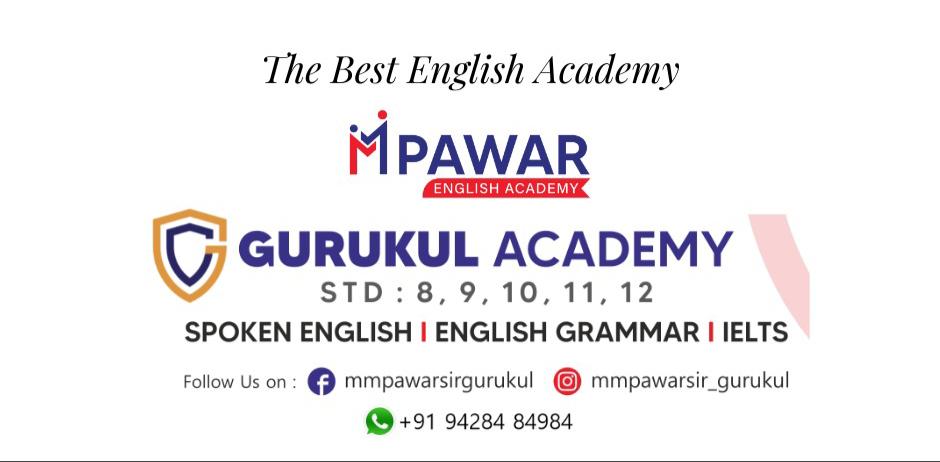 The Best English Academy
MPAWAR
ENGLISH ACADEMY
GURUKUL ACADEMY
STD : 8, 9, 10, 11, 12
SPOKEN ENGLISH | ENGLISH GRAMMAR | IELTS
Follow Us on : mmpawarsirgurukul mmpawarsir_gurukul
+91 94284 84984